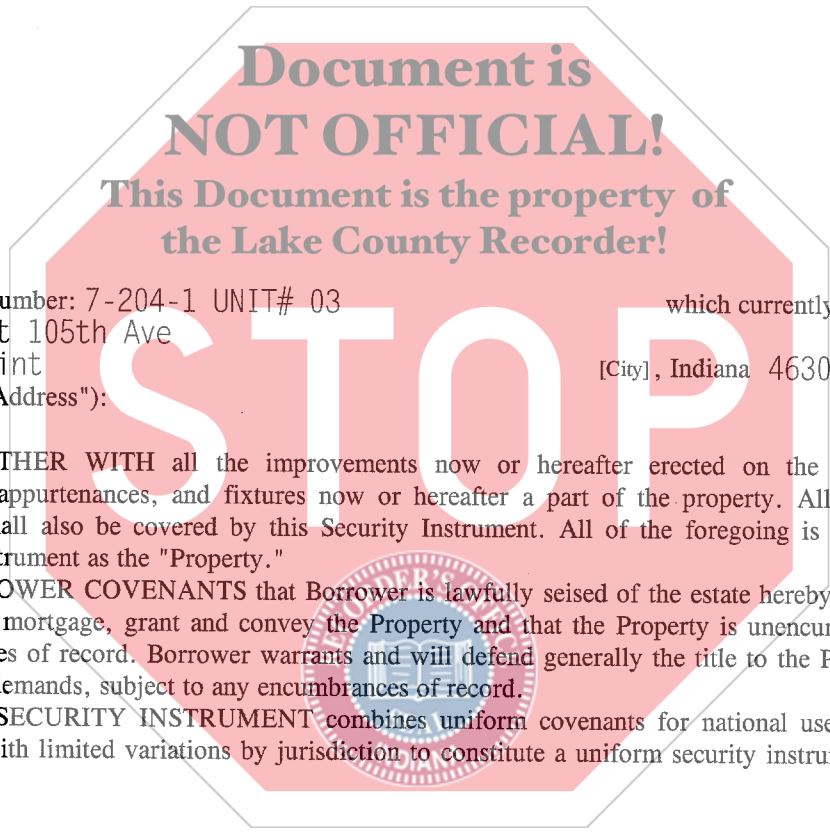 Document is
NOT OFFICIAL!
This Document is the property of
the Lake County Recorder!
STOP
umber: 7-204-1 UNIT# 03 which currently
t 105th Ave
int [City], Indiana 4630
Address"):
THER WITH all the improvements now or hereafter erected on the
appurtenances, and fixtures now or hereafter a part of the property. All
all also be covered by this Security Instrument. All of the foregoing is
trument as the "Property."
OWER COVENANTS that Borrower is lawfully seised of the estate hereby
mortgage, grant and convey the Property and that the Property is unencu
es of record. Borrower warrants and will defend generally the title to the P
emands, subject to any encumbrances of record.
SECURITY INSTRUMENT combines uniform covenants for national use
ith limited variations by jurisdiction to constitute a uniform security instru